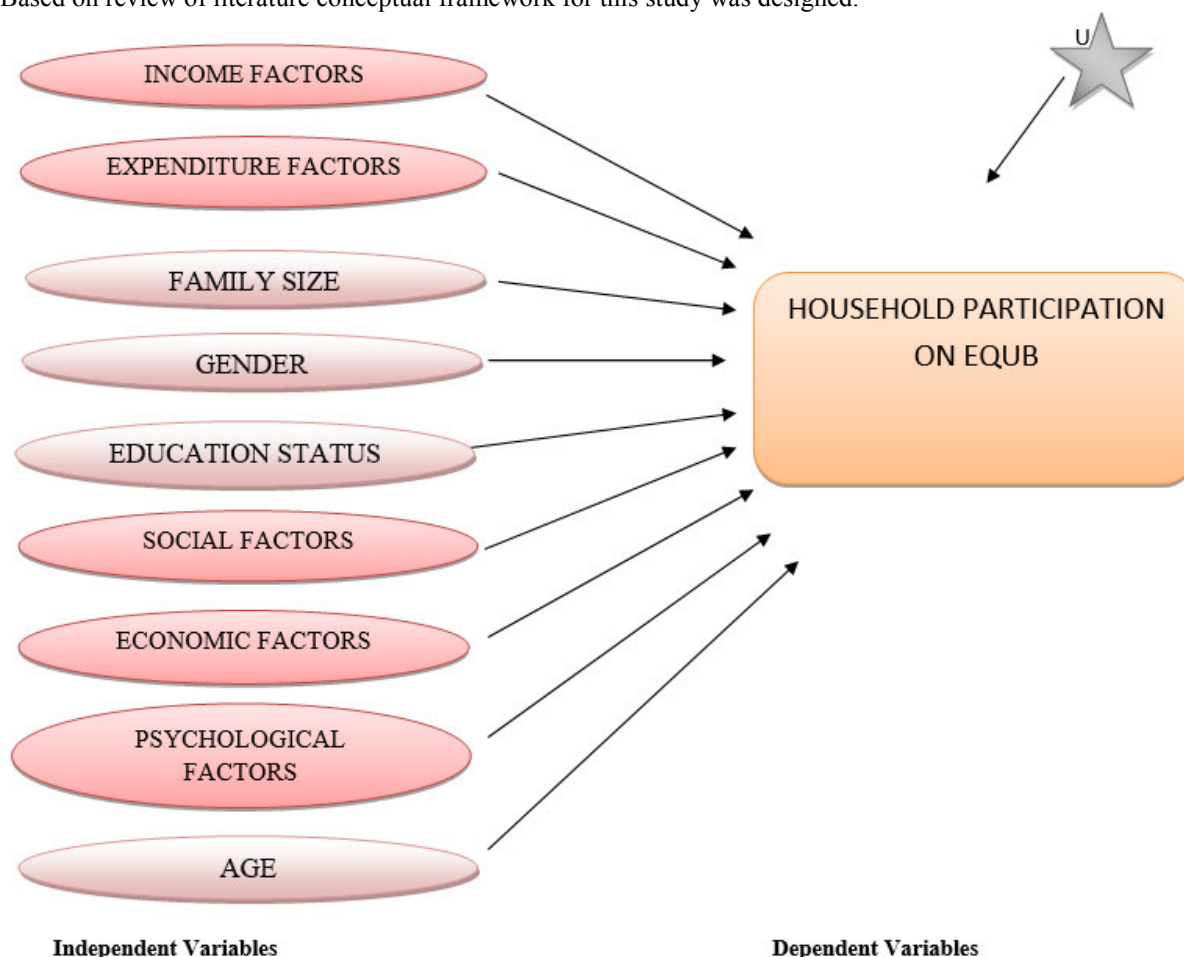 Based on review of literature conceptual framework for this study was designed.
U
INCOME FACTORS
EXPENDITURE FACTORS
FAMILY SIZE
GENDER
EDUCATION STATUS
SOCIAL FACTORS
ECONOMIC FACTORS
PSYCHOLOGICAL
FACTORS
AGE
HOUSEHOLD PARTICIPATION
ON EQUB
Independent Variables
Dependent Variables